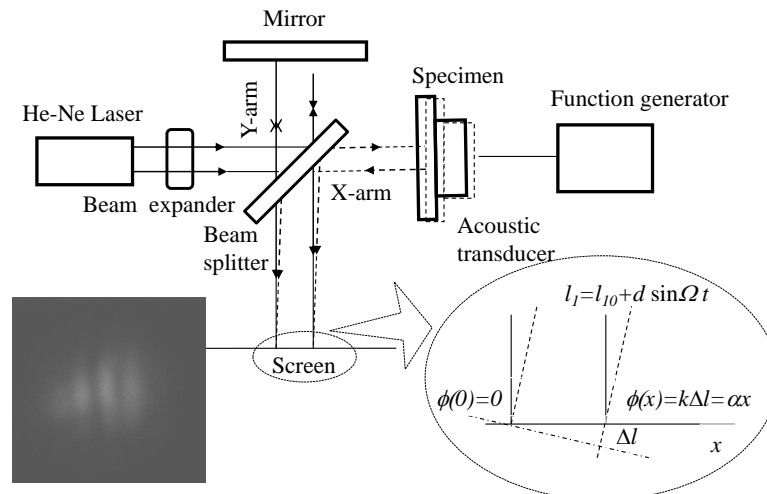 Mirror
Specimen
He-Ne Laser
Y-arm
Function generator
X-arm
Beam expander
Beam
splitter
Acoustic
transducer
l₁=l₁₀+d sinΩ t
Screen
ϕ(0)=0
ϕ(x)=kΔl=αx
Δl
x